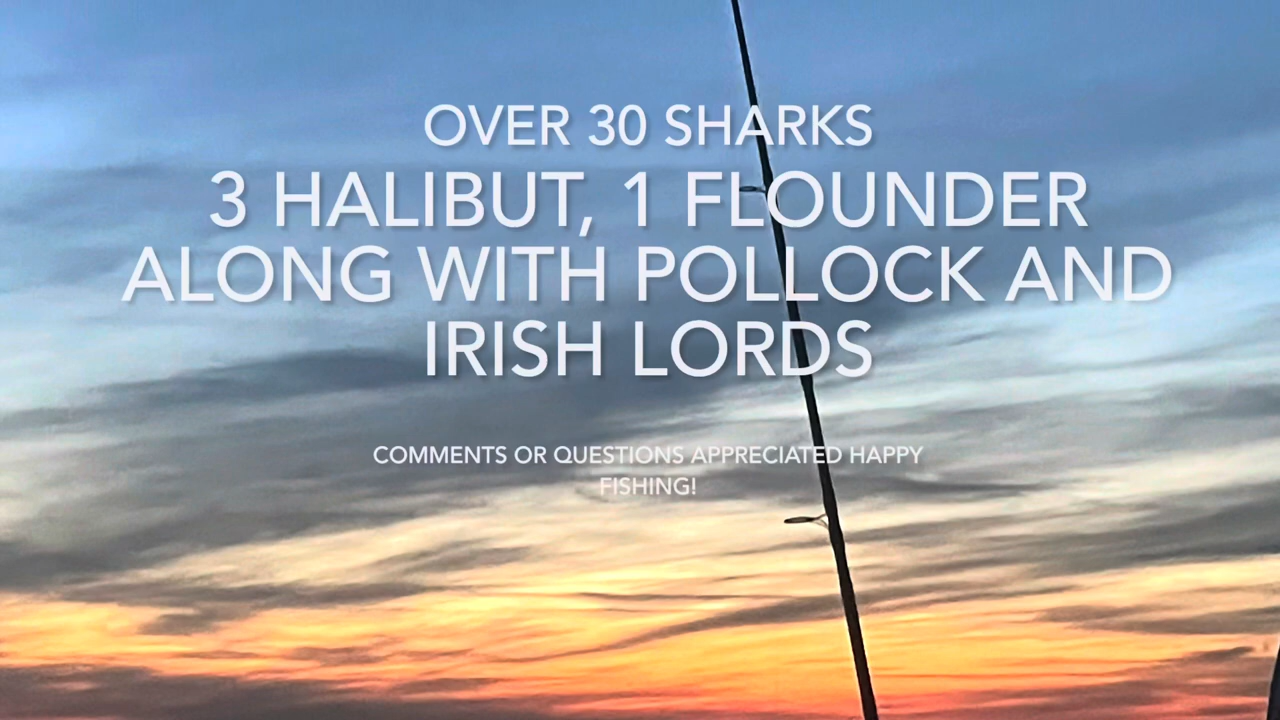 OVER 30 SHARKS
3 HALIBUT, 1 FLOUNDER
ALONG WITH POLLOCK AND
IRISH LORDS
COMMENTS OR QUESTIONS APPRECIATED HAPPY
FISHING!